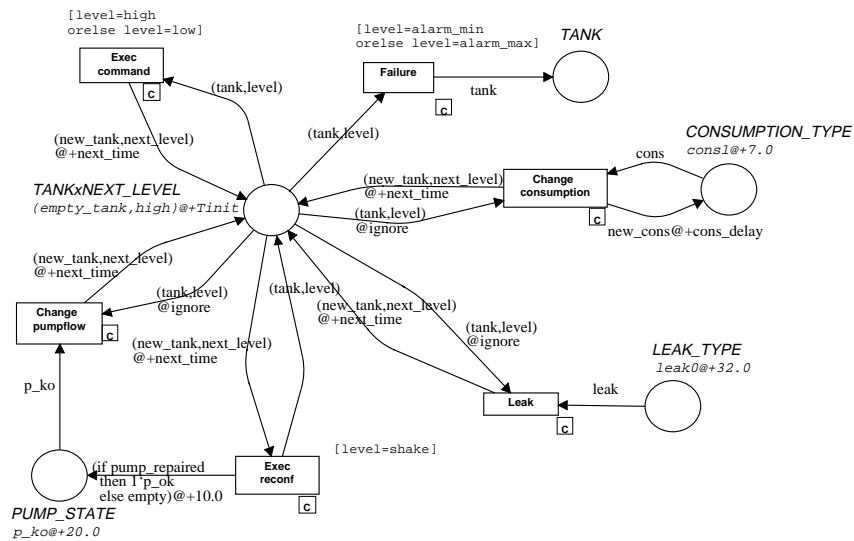 [level=high
orelse level=low]
Exec
command
C
(tank,level)
[level=alarm_min
orelse level=alarm_max]
Failure
C
tank
TANK
(tank,level)
(new_tank,next_level)
@+next_time
TANKxNEXT_LEVEL
(empty_tank,high)@+Tinit
CONSUMPTION_TYPE
cons1@+7.0
cons
Change
consumption
C
new_cons@+cons_delay
(new_tank,next_level)
@+next_time
(tank,level)
@ignore
(new_tank,next_level)
@+next_time
(tank,level)
@ignore
Change
pumpflow
C
(tank,level)
(new_tank,next_level)
@+next_time
(new_tank,next_level)
@+next_time
(tank,level)
@ignore
LEAK_TYPE
leak0@+32.0
leak
Leak
C
p_ko
[level=shake]
Exec
reconf
C
(if pump_repaired
then 1`p_ok
else empty)@+10.0
PUMP_STATE
p_ko@+20.0